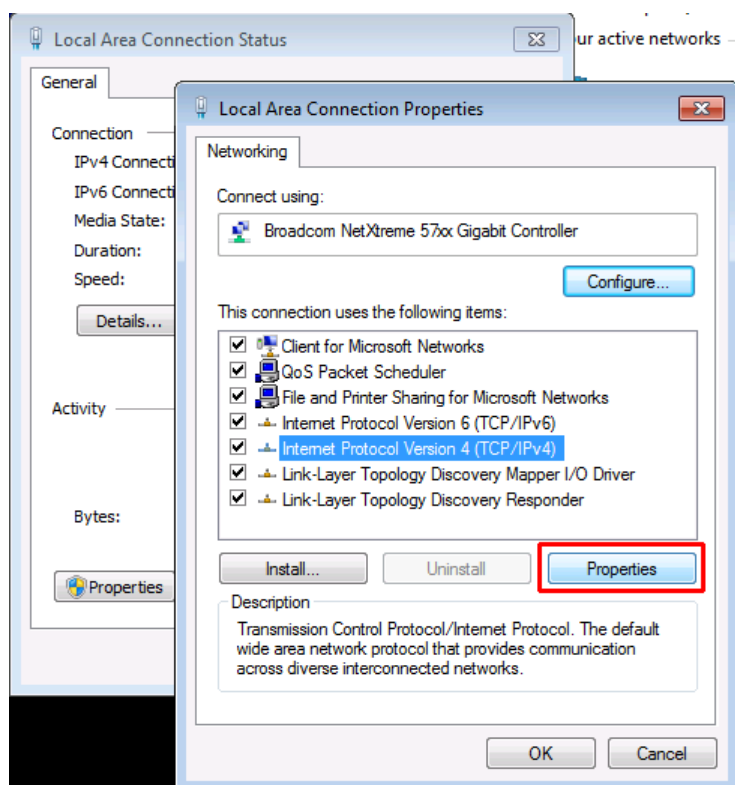 Local Area Connection Status
ur active networks
General
Connection
IPv4 Connecti
IPv6 Connecti
Media State:
Duration:
Speed:
Details...
Activity
Bytes:
Properties
Local Area Connection Properties
Networking
Connect using:
Broadcom NetXtreme 57xx Gigabit Controller
Configure...
This connection uses the following items:
Client for Microsoft Networks
QoS Packet Scheduler
File and Printer Sharing for Microsoft Networks
Internet Protocol Version 6 (TCP/IPv6)
Internet Protocol Version 4 (TCP/IPv4)
Link-Layer Topology Discovery Mapper I/O Driver
Link-Layer Topology Discovery Responder
Install...
Uninstall
Properties
Description
Transmission Control Protocol/Internet Protocol. The default
wide area network protocol that provides communication
across diverse interconnected networks.
OK
Cancel